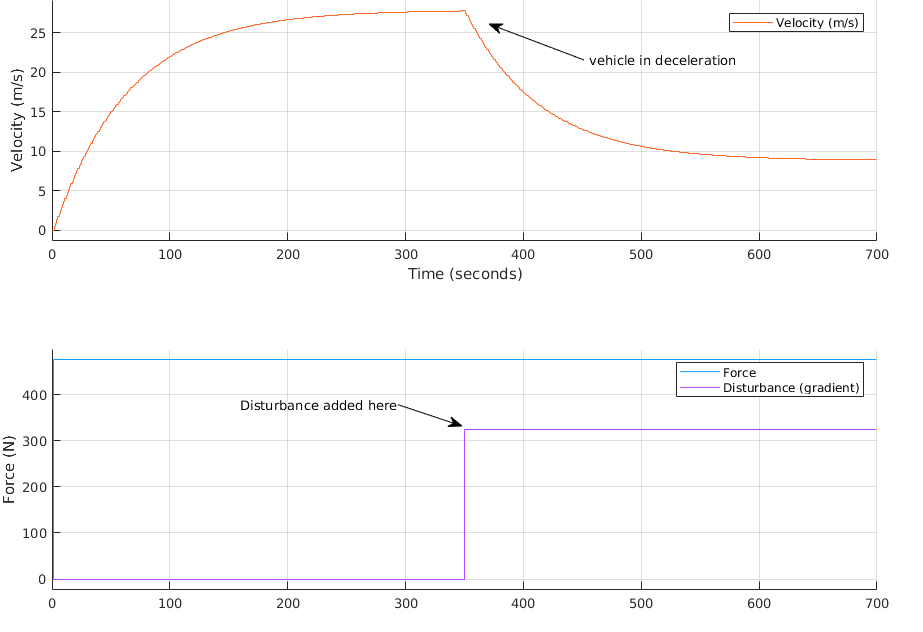 Velocity (m/s)
25
20
15
10
5
0
Velocity (m/s)
vehicle in deceleration
0 100 200 300 400 500 600 700
Time (seconds)
Force (N)
400
300
200
100
0
Force
Disturbance (gradient)
Disturbance added here
0 100 200 300 400 500 600 700